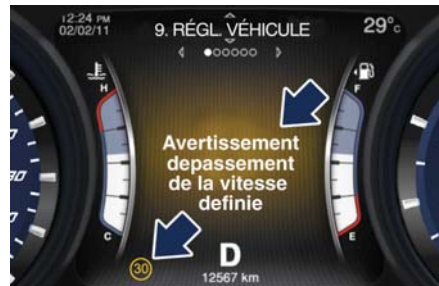 12:24 PM
02/02/11
9. RÉGL. VÉHICULE
29°c
H
F
Avertissement
depassement
de la vitesse
definie
C
E
30
D
12567 km